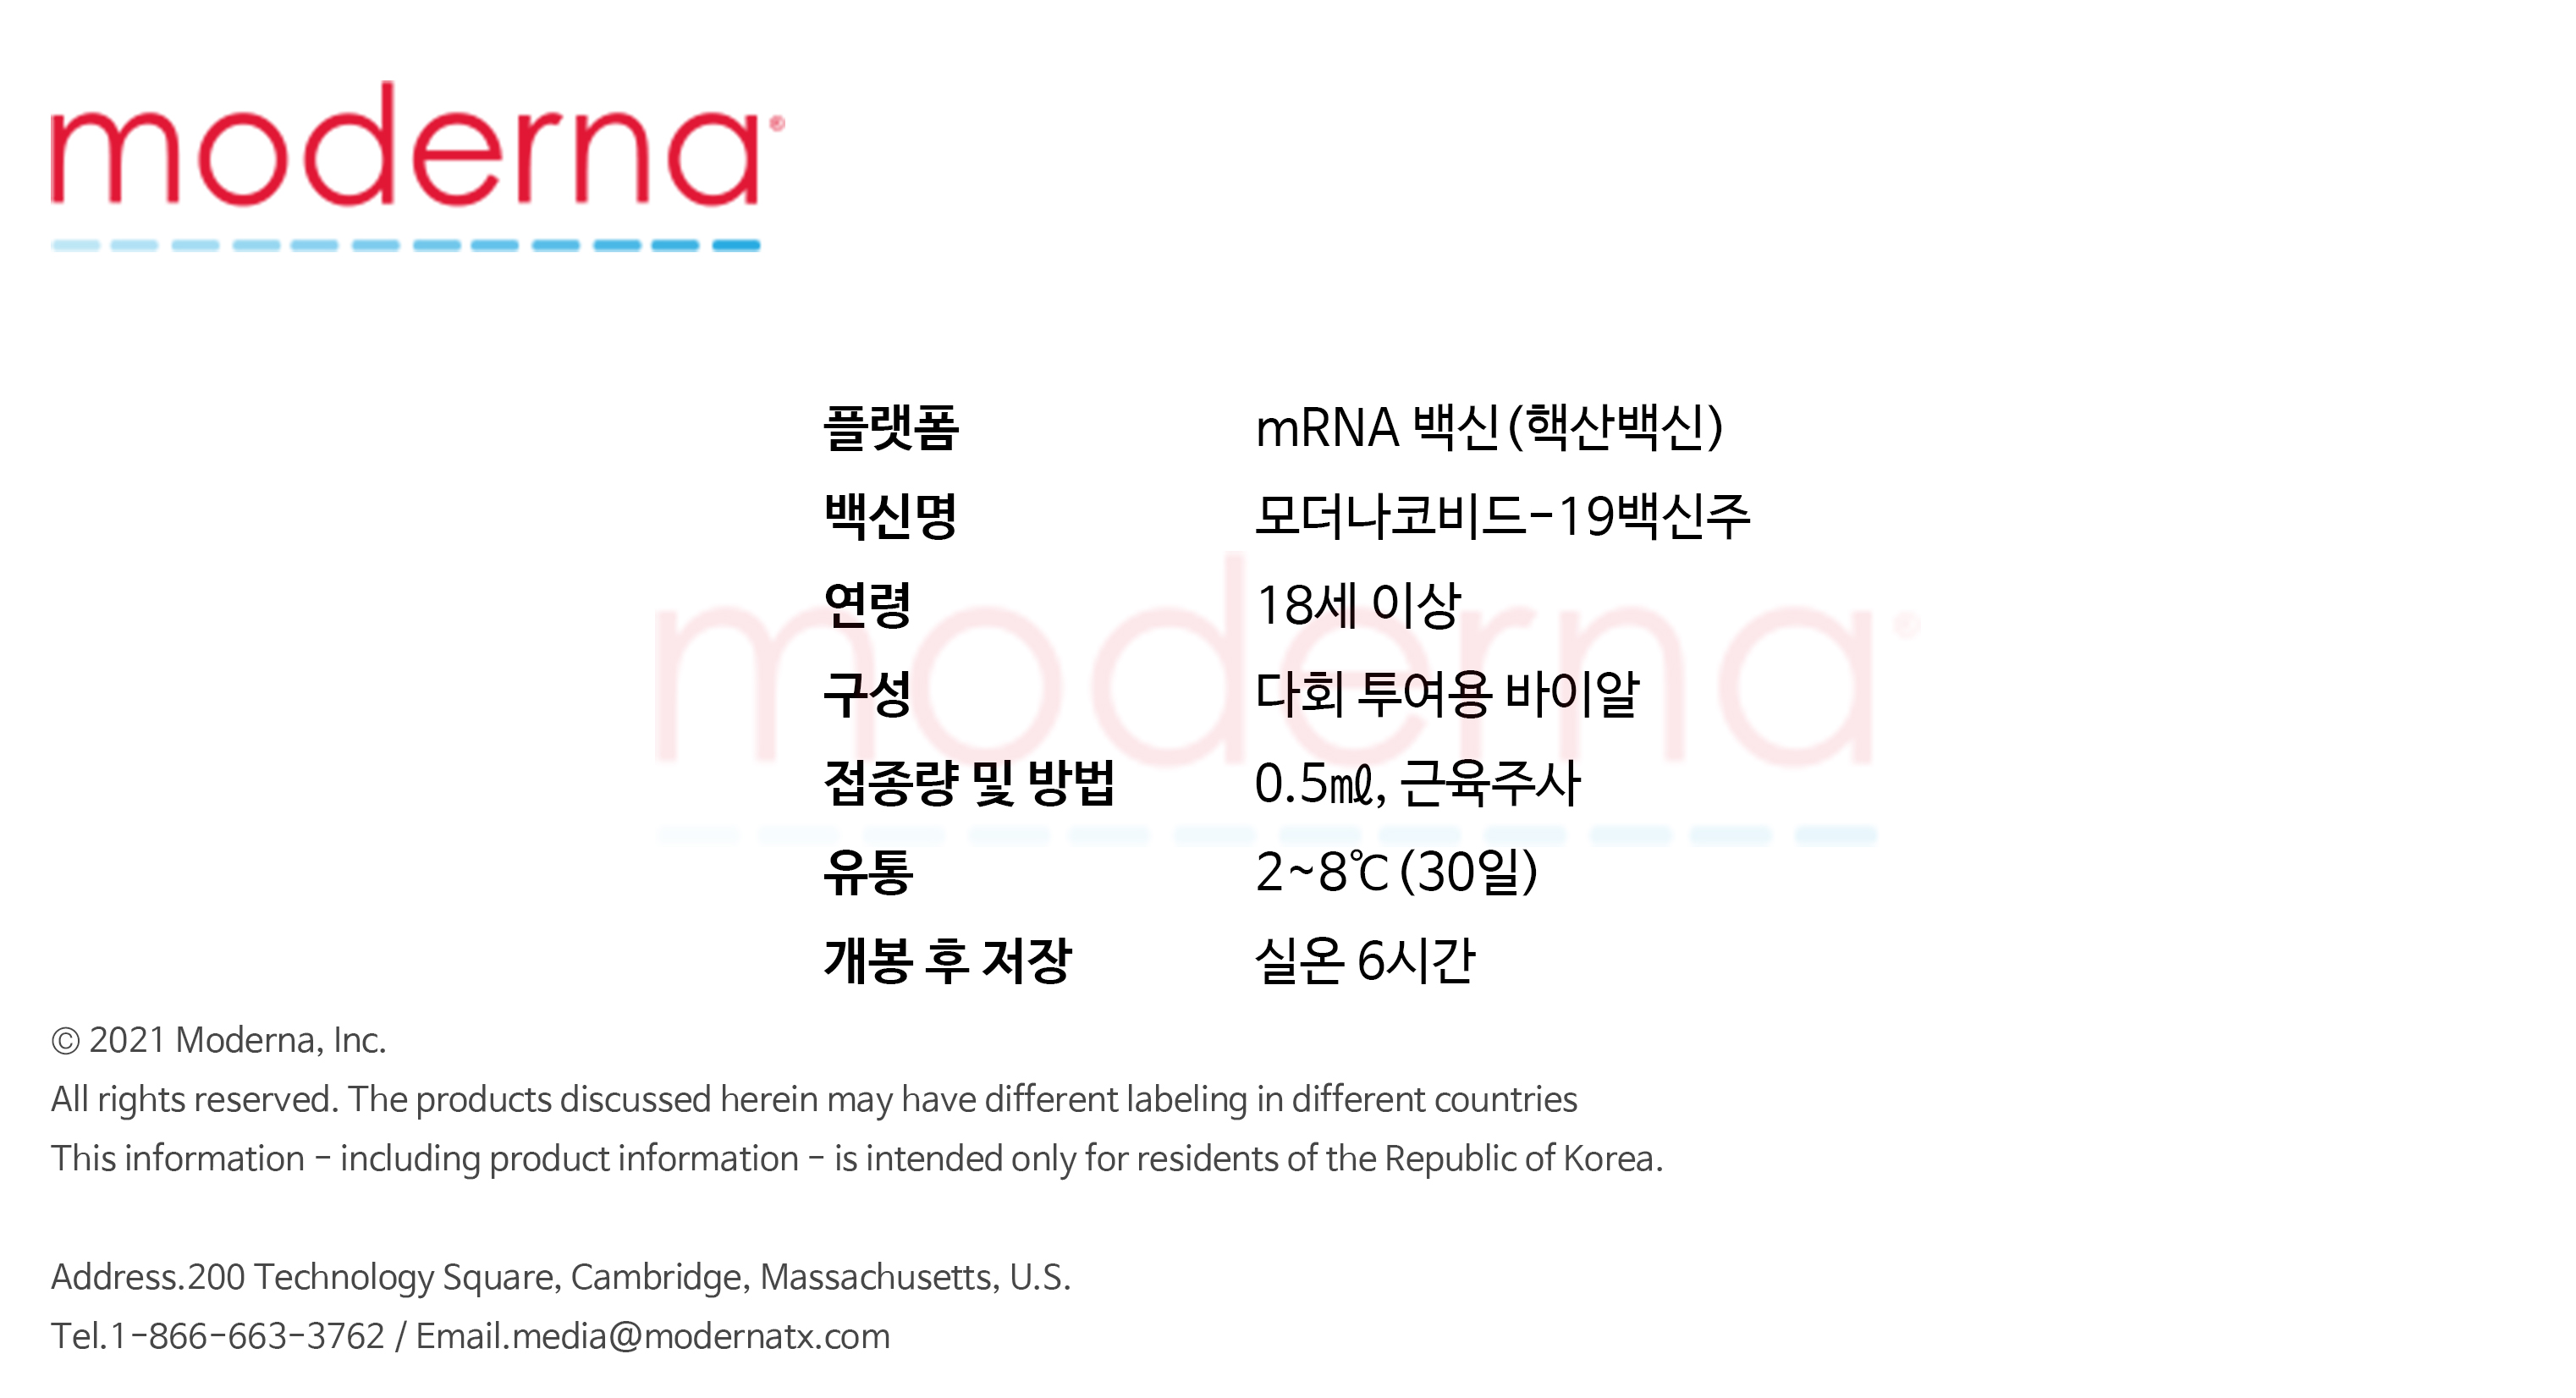 moderna®
플랫폼 mRNA 백신(핵산백신)
백신명 모더나코비드-19백신주
연령 18세 이상
구성 다회 투여용 바이알
접종량 및 방법 0.5㎖, 근육주사
유통 2~8℃(30일)
개봉 후 저장 실온 6시간
moderna®
ⓒ 2021 Moderna, Inc.
All rights reserved. The products discussed herein may have different labeling in different countries
This information - including product information - is intended only for residents of the Republic of Korea.
Address.200 Technology Square, Cambridge, Massachusetts, U.S.
Tel.1-866-663-3762 / Email.media@modernatx.com